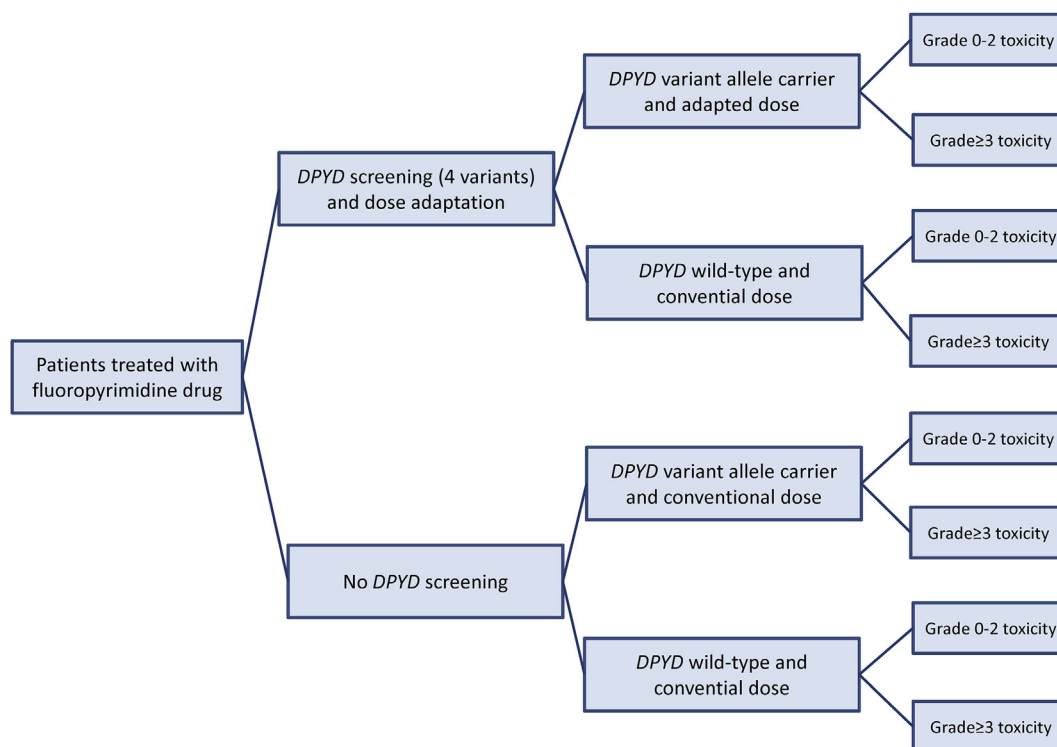 Patients treated with
fluoropyrimidine drug
DPYD screening (4 variants)
and dose adaptation
No DPYD screening
DPYD variant allele carrier
and adapted dose
DPYD wild-type and
convential dose
DPYD variant allele carrier
and conventional dose
DPYD wild-type and
convential dose
Grade 0-2 toxicity
Grade≥3 toxicity
Grade 0-2 toxicity
Grade≥3 toxicity
Grade 0-2 toxicity
Grade≥3 toxicity
Grade 0-2 toxicity
Grade≥3 toxicity